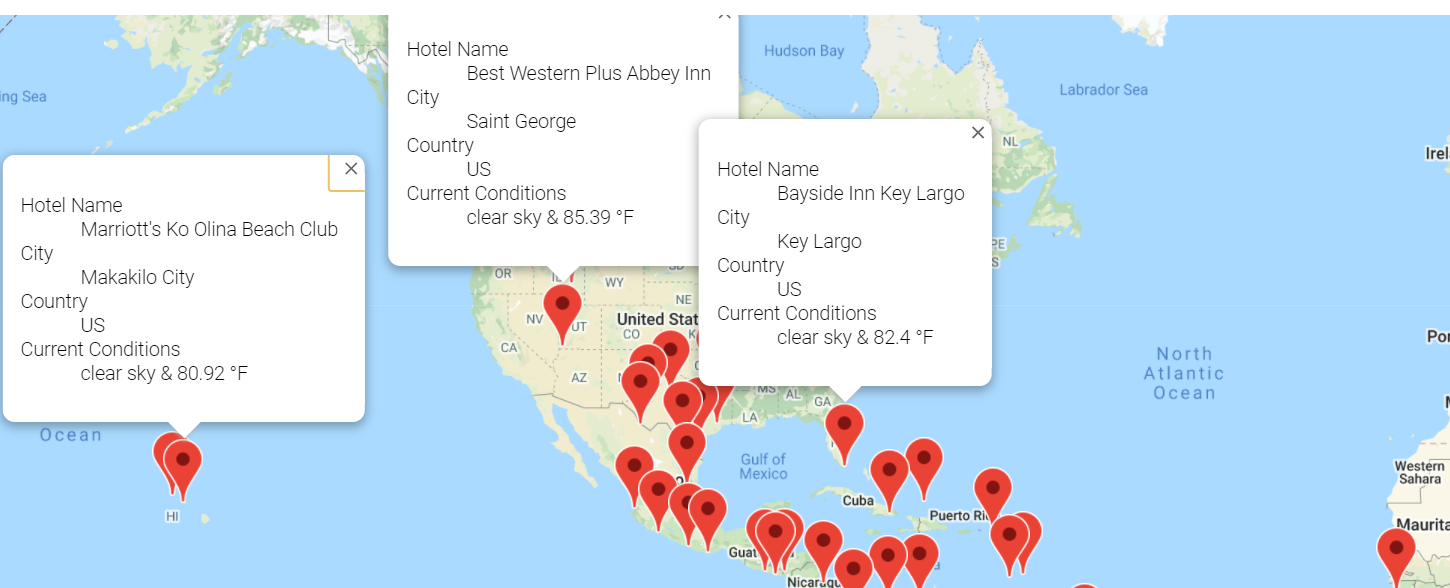 Hudson Bay
Labrador Sea
ing Sea
NL
Hotel Name
Best Western Plus Abbey Inn
City
Saint George
Country
US
Current Conditions
clear sky & 85.39 °F
Hotel Name
Bayside Inn Key Largo
City
Key Largo
Country
US
Current Conditions
clear sky & 82.4 °F
Hotel Name
Marriott's Ko Olina Beach Club
City
Makakilo City
Country
US
Current Conditions
clear sky & 80.92 °F
PE
OR
WY
NE
NV
UT
United Stat
CO
CA
AZ
MS
AL
GA
LA
North
Atlantic
Ocean
Ocean
HI
Gulf of
Mexico
Cuba
Puerto Ri
Guat
Nicaragu
Western
Sahara
Maurita
Irel
Por